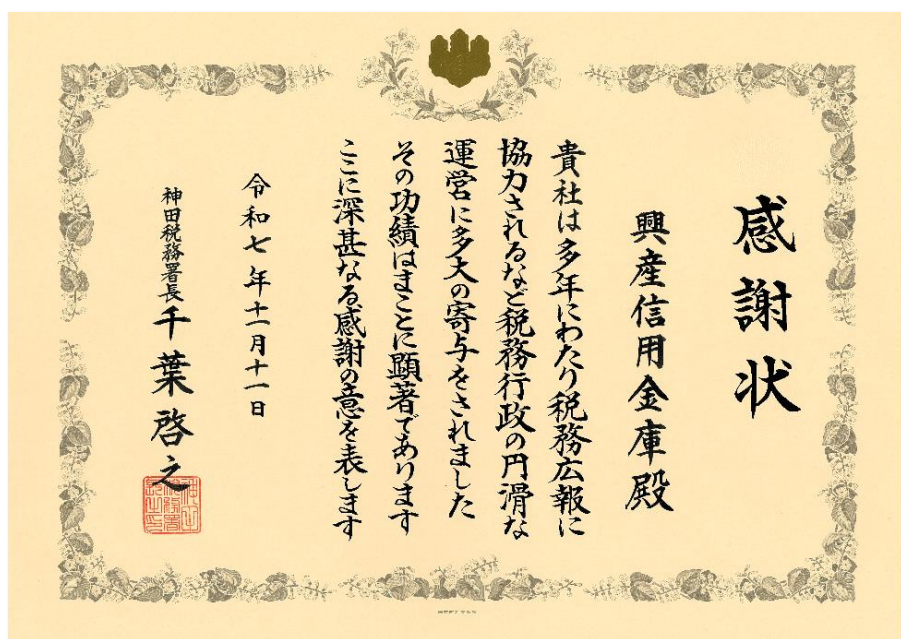 感謝状
興産信用金庫殿
貴社は多年にわたり税務広報に
協力されるなど税務行政の円滑な
運営に多大の寄与をされました
その功績はまことに顕著であります
ここに深甚なる感謝の意を表します
令和七年十一月十一日
神田税務署長 千葉啓之